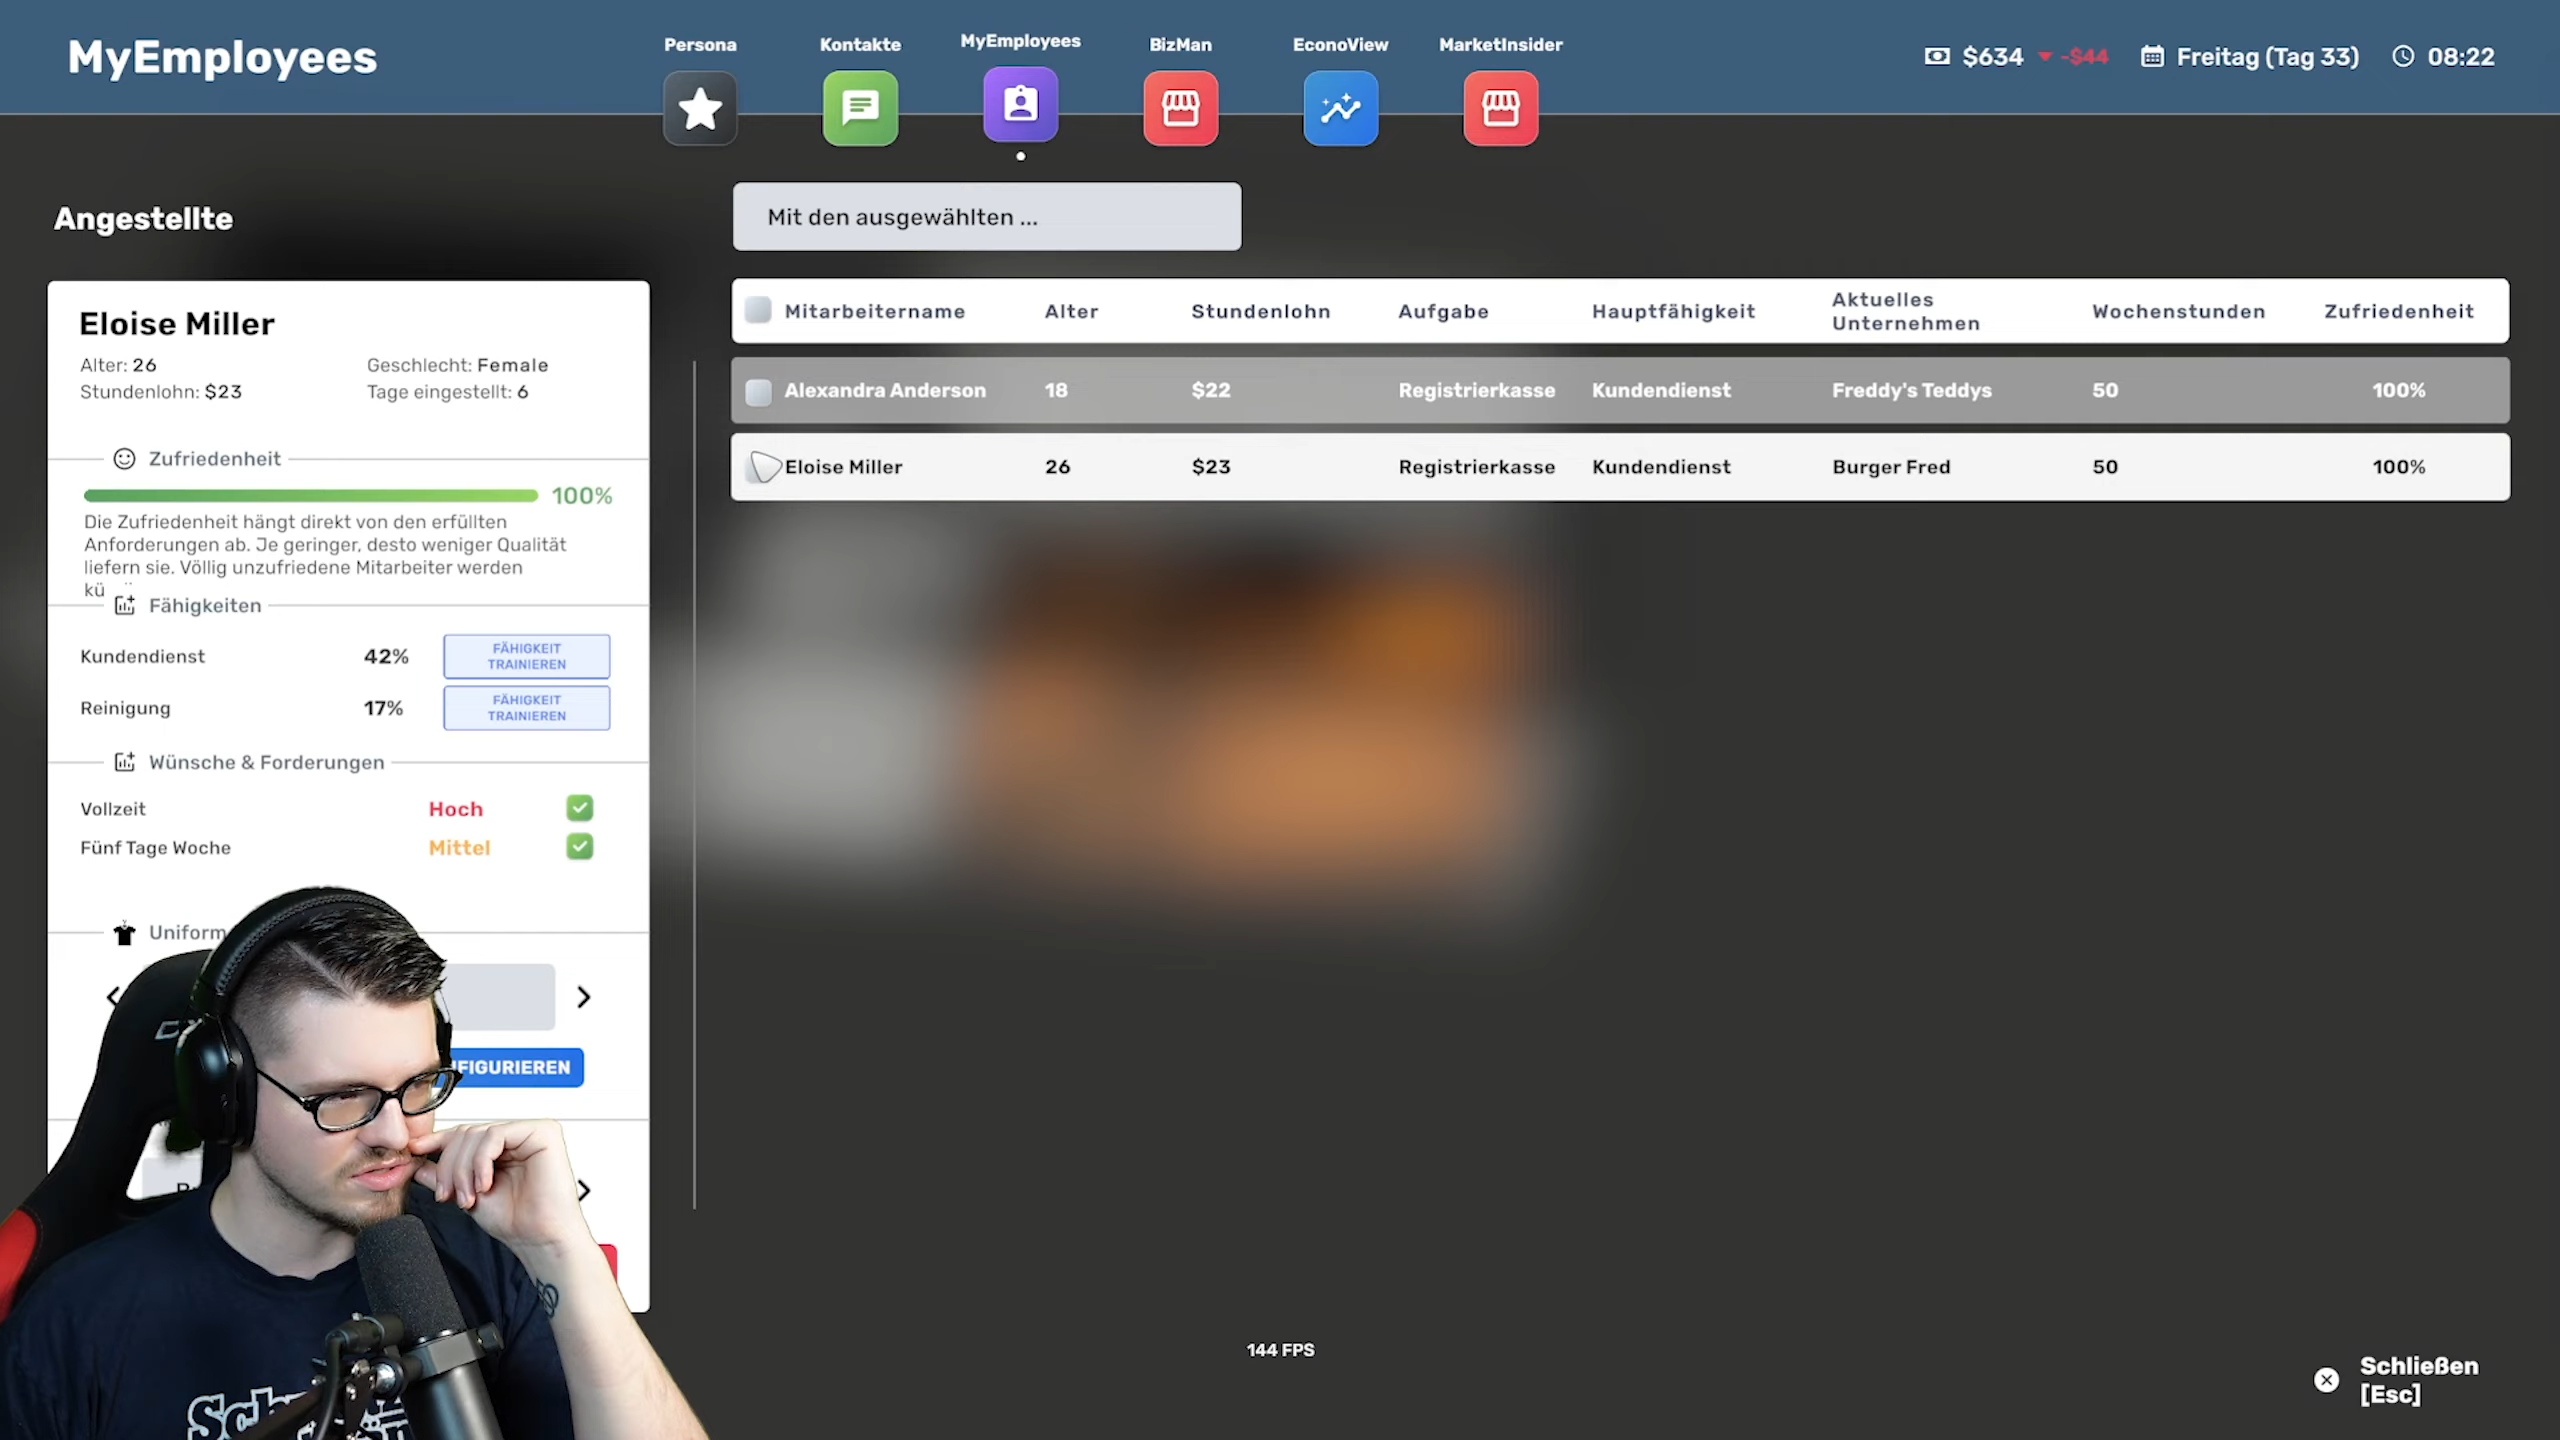 MyEmployees
Persona
Kontakte
MyEmployees
BizMan
EconoView
MarketInsider
$634 -$44
Freitag (Tag 33)
08:22
Angestellte
Mit den ausgewählten ...
Eloise Miller
Alter: 26
Geschlecht: Female
Stundenlohn: $23
Tage eingestellt: 6
Zufriedenheit
100%
Die Zufriedenheit hängt direkt von den erfüllten
Anforderungen ab. Je geringer, desto weniger Qualität
liefern sie. Völlig unzufriedene Mitarbeiter werden
Fähigkeiten
Kundendienst 42% FÄHIGKEIT
TRAINIEREN
Reinigung 17% FÄHIGKEIT
TRAINIEREN
Wünsche & Forderungen
Vollzeit Hoch
Fünf Tage Woche Mittel
Uniform
Mitarbeitername Alter Stundenlohn Aufgabe Hauptfähigkeit Aktuelles
Unternehmen Wochenstunden Zufriedenheit
Alexandra Anderson 18 $22 Registrierkasse Kundendienst Freddy's Teddys 50 100%
Eloise Miller 26 $23 Registrierkasse Kundendienst Burger Fred 50 100%
144 FPS
Schließen
[Esc]